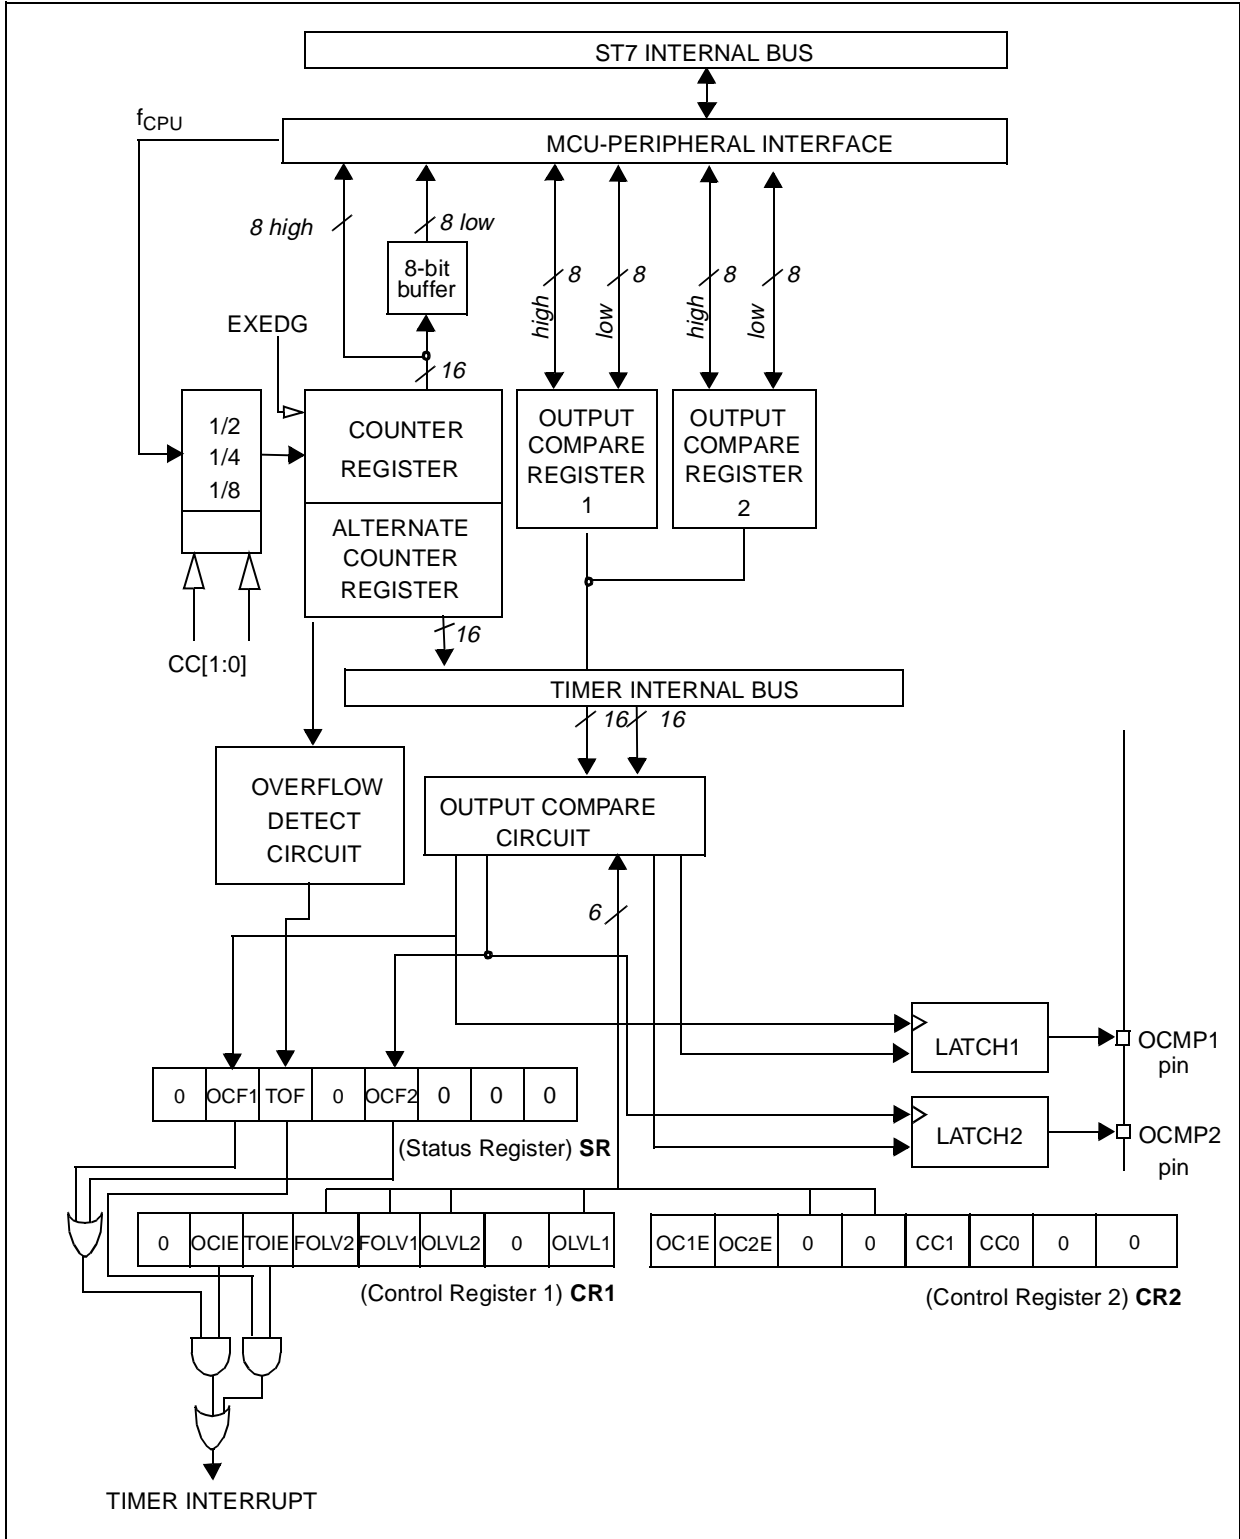 ST7 INTERNAL BUS
fCPU
MCU-PERIPHERAL INTERFACE
8 high
8 low
8-bit
buffer
high
8
low
8
high
8
low
8
EXEDG
16
1/2
1/4
1/8
COUNTER
REGISTER
OUTPUT
COMPARE
REGISTER
1
OUTPUT
COMPARE
REGISTER
2
ALTERNATE
COUNTER
REGISTER
16
CC[1:0]
TIMER INTERNAL BUS
16
16
OVERFLOW
DETECT
CIRCUIT
OUTPUT COMPARE
CIRCUIT
6
LATCH1
OCMP1
pin
0 OCF1 TOF 0 OCF2 0 0 0
(Status Register) SR
LATCH2
OCMP2
pin
0 OCIE TOIE FOLV2 FOLV1 OLVL2 0 OLVL1
(Control Register 1) CR1
OC1E OC2E 0 0 CC1 CC0 0 0
(Control Register 2) CR2
TIMER INTERRUPT